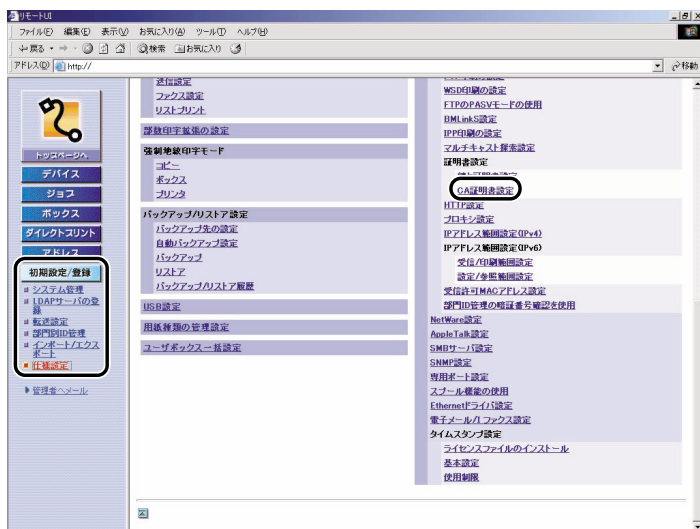 リモートUI
ファイル(F) 編集(E) 表示(V) お気に入り(A) ツール(T) ヘルプ(H)
戻る 検索 お気に入り
アドレス(D) http:// 移動
トップページへ
デバイス
ジョブ
ボックス
ダイレクトプリント
アドレス
初期設定/登録
システム管理
LDAPサーバの登
録
転送設定
部門別ID管理
インポート/エクス
ポート
仕様設定
管理者へメール
送信設定
ファクス設定
リストプリント
部数印字拡張の設定
強制地紋印字モード
コピー
ボックス
プリンタ
バックアップ/リストア設定
バックアップ先の設定
自動バックアップ設定
バックアップ
リストア
バックアップ/リストア履歴
USB設定
用紙種類の管理設定
ユーザボックス一括設定
WSD印刷の設定
FTPのPASVモードの使用
BMLinkS設定
IPP印刷の設定
マルチキャスト探索設定
証明書設定
CA証明書設定
HTTP設定
プロキシ設定
IPアドレス範囲設定(IPv4)
IPアドレス範囲設定(IPv6)
受信/印刷範囲設定
設定/参照範囲設定
受信許可MACアドレス設定
部門ID管理の暗証番号確認を使用
NetWare設定
AppleTalk設定
SMBサーバ設定
SNMP設定
専用ポート設定
スプール機能の使用
Ethernetドライバ設定
電子メール/I ファクス設定
タイムスタンプ設定
ライセンスファイルのインストール
基本設定
使用制限